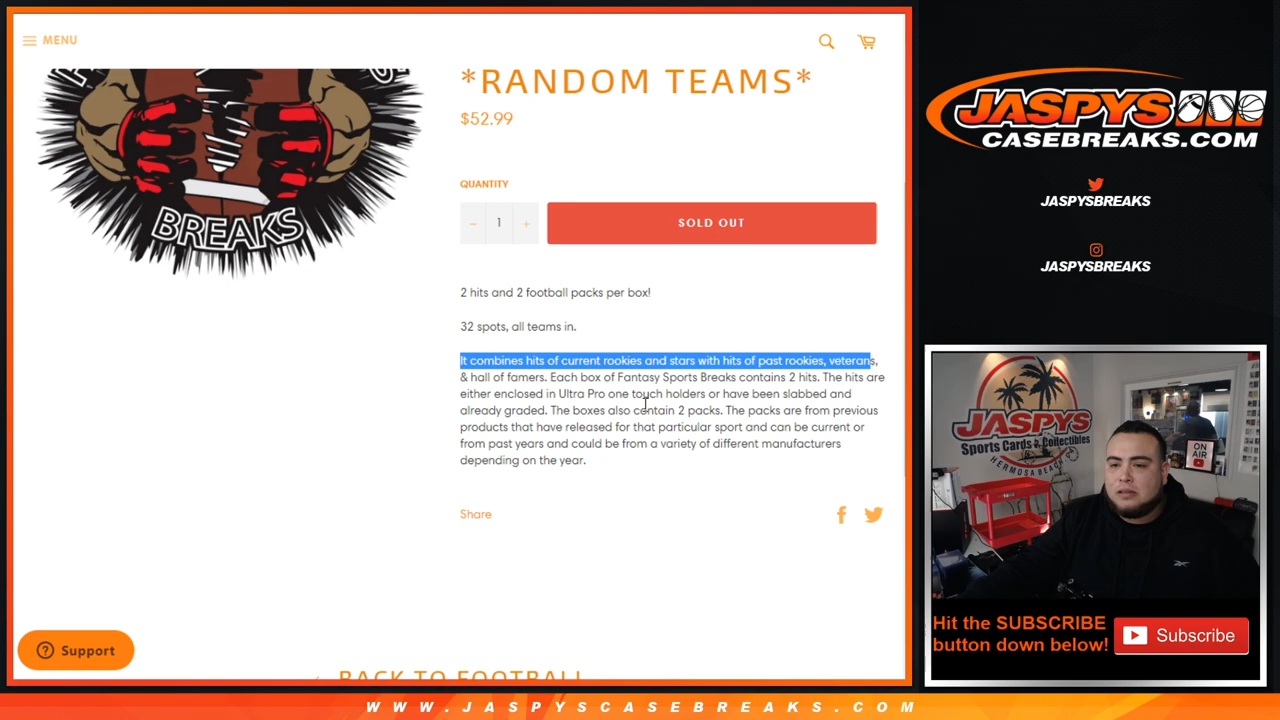 MENU
*RANDOM TEAMS*
$52.99
QUANTITY
− 1 +
SOLD OUT
BREAKS
2 hits and 2 football packs per box!
32 spots, all teams in.
It combines hits of current rookies and stars with hits of past rookies, veterans,
& hall of famers. Each box of Fantasy Sports Breaks contains 2 hits. The hits are
either enclosed in Ultra Pro one touch holders or have been slabbed and
already graded. The boxes also contain 2 packs. The packs are from previous
products that have released for that particular sport and can be current or
from past years and could be from a variety of different manufacturers
depending on the year.
Share
Support
BACK TO FOOTBALL
JASPYS
CASEBREAKS.COM
JASPYSBREAKS
JASPYSBREAKS
JASPYS
Sports Cards & Collectibles
HERMOSA BEACH
ON
AIR
Hit the SUBSCRIBE
button down below!
Subscribe
WWW.JASPYSCASEBREAKS.COM